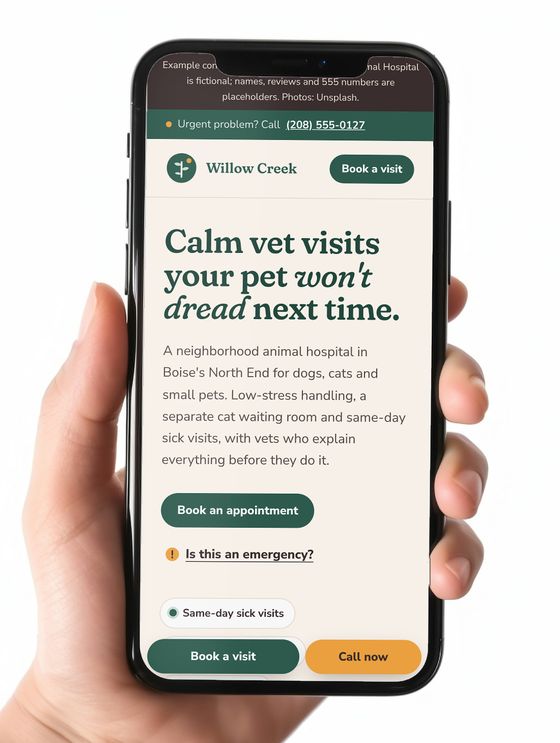 Example con
mal Hospital
is fictional; names, reviews and 555 numbers are
placeholders. Photos: Unsplash.
Urgent problem? Call (208) 555-0127
Willow Creek
Book a visit
Calm vet visits
your pet won't
dread next time.
A neighborhood animal hospital in
Boise's North End for dogs, cats and
small pets. Low-stress handling, a
separate cat waiting room and same-day
sick visits, with vets who explain
everything before they do it.
Book an appointment
! Is this an emergency?
Same-day sick visits
Book a visit
Call now